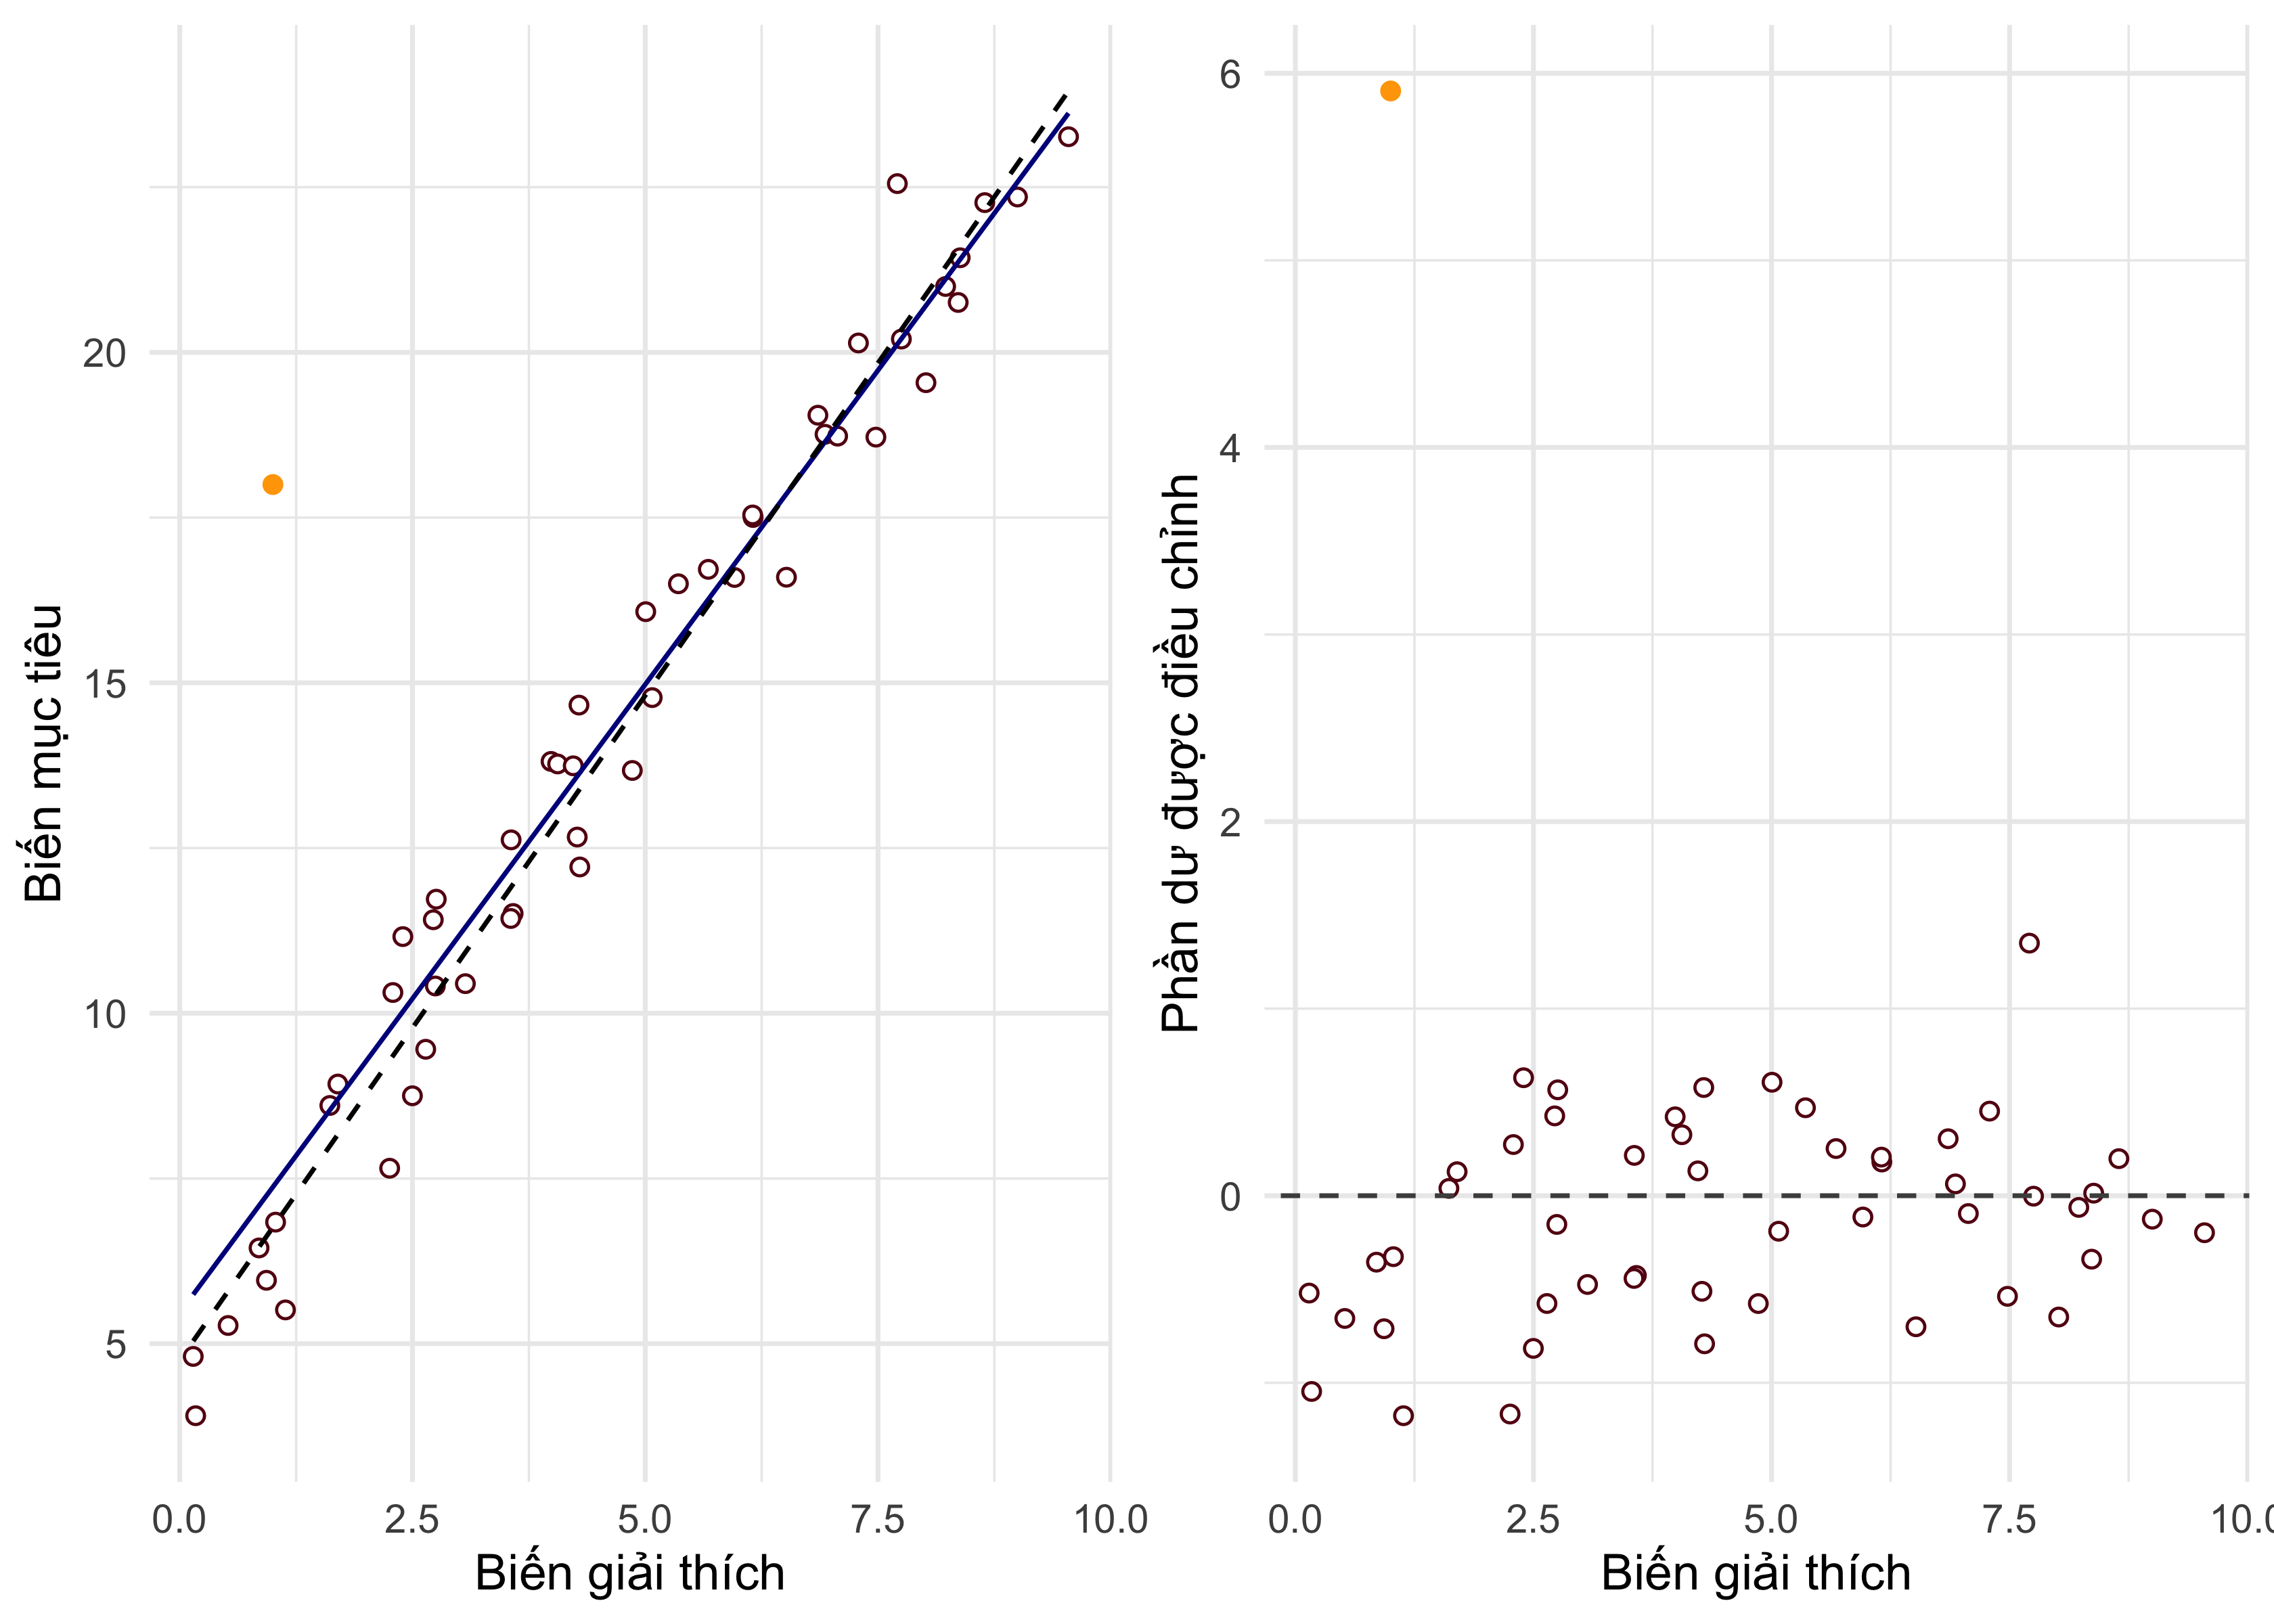 Biến mục tiêu
20
15
10
5
0.0 2.5 5.0 7.5 10.0
Biến giải thích
Phần dư được điều chỉnh
6
4
2
0
0.0 2.5 5.0 7.5 10.0
Biến giải thích